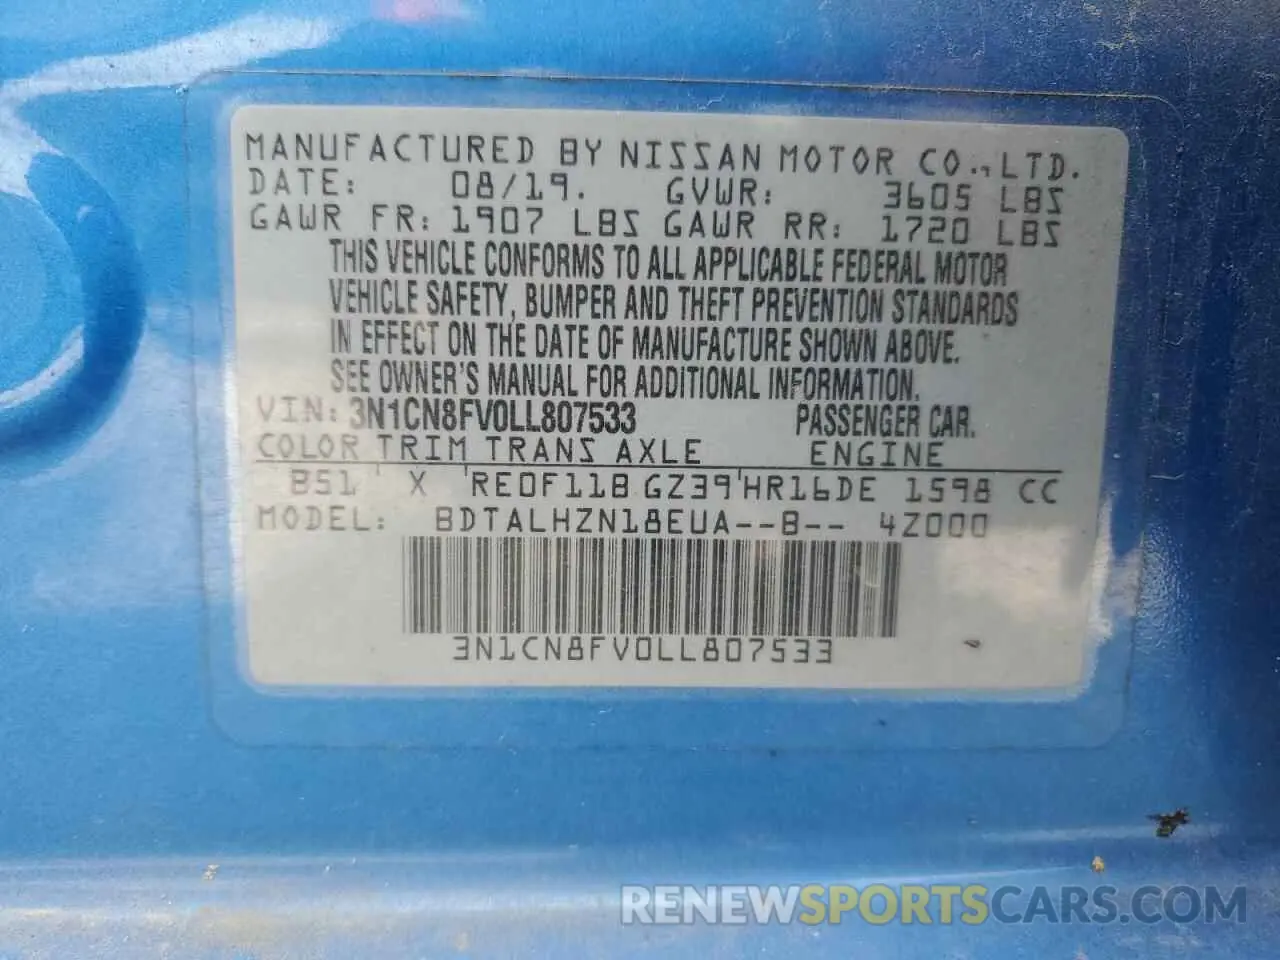 MANUFACTURED BY NISSAN MOTOR CO., LTD.
DATE: 08/19. GVWR: 3605 LBS
GAWR FR: 1907 LBS GAWR RR: 1720 LBS
THIS VEHICLE CONFORMS TO ALL APPLICABLE FEDERAL MOTOR
VEHICLE SAFETY, BUMPER AND THEFT PREVENTION STANDARDS
IN EFFECT ON THE DATE OF MANUFACTURE SHOWN ABOVE.
SEE OWNER'S MANUAL FOR ADDITIONAL INFORMATION.
VIN: 3N1CN8FV0LL807533 PASSENGER CAR.
COLOR TRIM TRANS AXLE ENGINE
B51 X RE0F11B GZ39 HR16DE 1598 CC
MODEL: BDTALHZN18EUA--B-- 4Z000
3N1CN8FV0LL807533
RENEWSPORTSCARS.COM